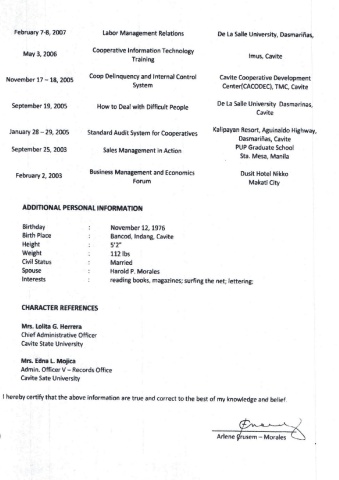 February 7-8, 2007 Labor Management Relations De La Salle University, Dasmariñas,
May 3, 2006 Cooperative Information Technology Training Imus, Cavite
November 17 – 18, 2005 Coop Delinquency and Internal Control System Cavite Cooperative Development Center(CACODEC), TMC, Cavite
September 19, 2005 How to Deal with Difficult People De La Salle University Dasmarinas, Cavite
January 28 – 29, 2005 Standard Audit System for Cooperatives Kalipayan Resort, Aguinaldo Highway, Dasmariñas, Cavite
September 25, 2003 Sales Management in Action PUP Graduate School Sta. Mesa, Manila
February 2, 2003 Business Management and Economics Forum Dusit Hotel Nikko Makati City
ADDITIONAL PERSONAL INFORMATION
Birthday : November 12, 1976
Birth Place : Bancod, Indang, Cavite
Height : 5'2"
Weight : 112 lbs
Civil Status : Married
Spouse : Harold P. Morales
Interests : reading books, magazines; surfing the net; lettering;
CHARACTER REFERENCES
Mrs. Lolita G. Herrera
Chief Administrative Officer
Cavite State University
Mrs. Edna L. Mojica
Admin. Officer V – Records Office
Cavite Sate University
I hereby certify that the above information are true and correct to the best of my knowledge and belief.
Arlene Crusem – Morales